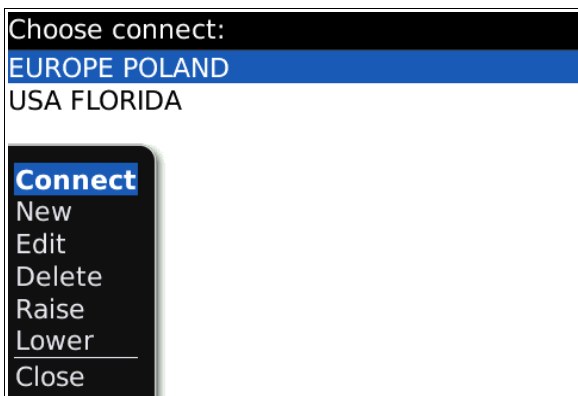 Choose connect:
EUROPE POLAND
USA FLORIDA
Connect
New
Edit
Delete
Raise
Lower
Close